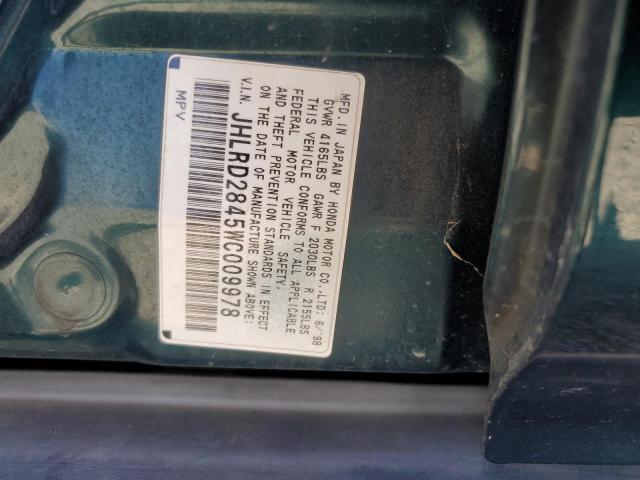 MFD. IN JAPAN BY HONDA MOTOR CO.,LTD; 6/'98
GVWR 4165LBS GAWR F 2030LBS R 2155LBS
THIS VEHICLE CONFORMS TO ALL APPLICABLE
FEDERAL MOTOR VEHICLE SAFETY,
AND THEFT PREVENTION STANDARDS IN EFFECT
ON THE DATE OF MANUFACTURE SHOWN ABOVE:
V.I.N. JHLRD2845WC009978
MPV